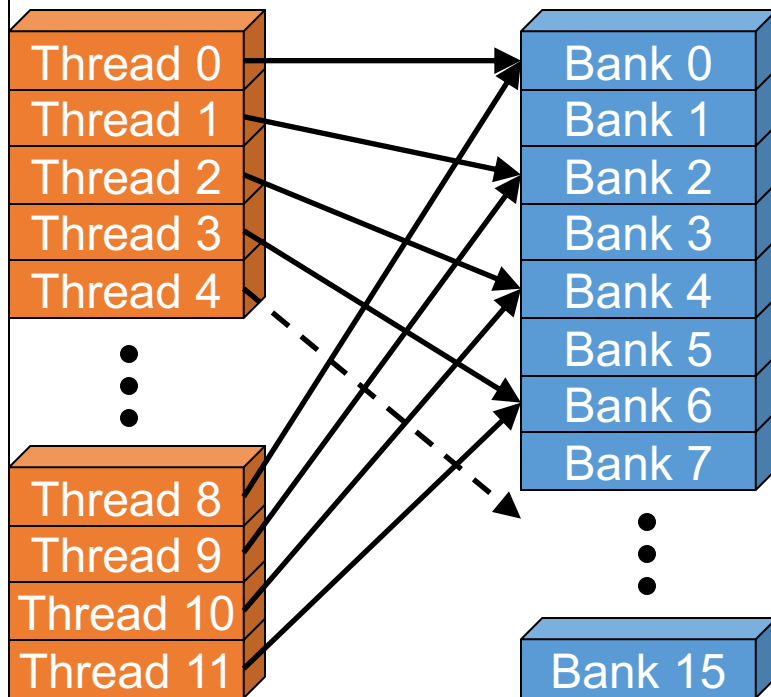 Thread 0
Thread 1
Thread 2
Thread 3
Thread 4
Thread 8
Thread 9
Thread 10
Thread 11
Bank 0
Bank 1
Bank 2
Bank 3
Bank 4
Bank 5
Bank 6
Bank 7
Bank 15